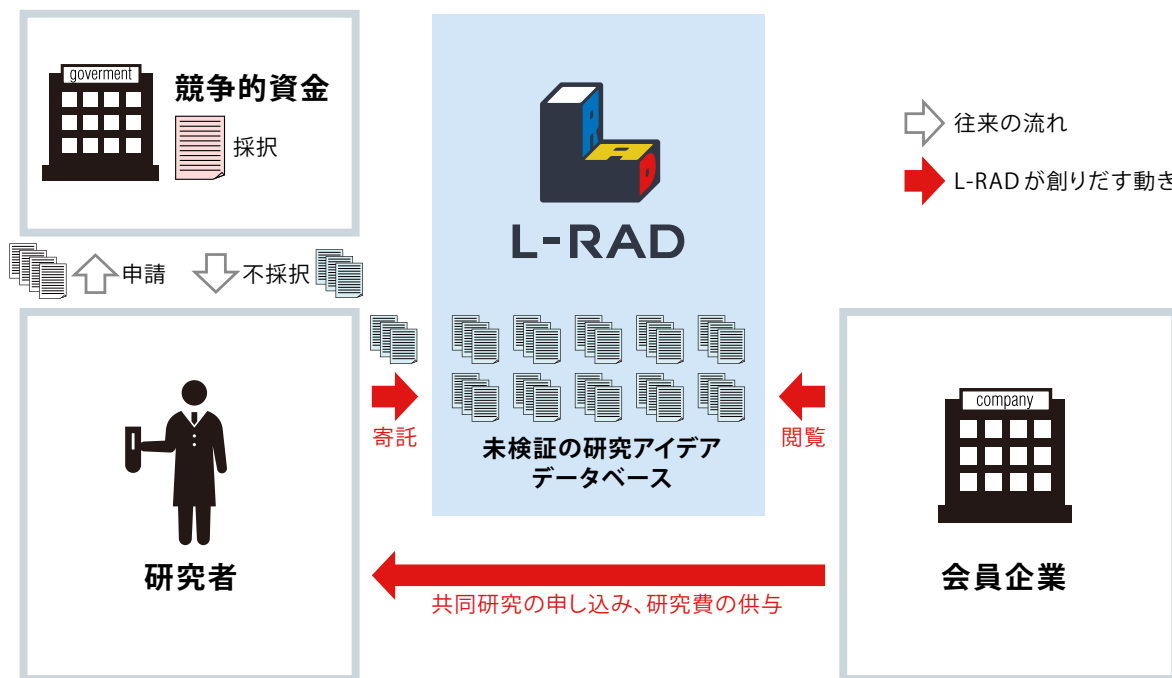 goverment
競争的資金
採択
申請
不採択
研究者
寄託
R
A
D
L-RAD
未検証の研究アイデア
データベース
往来の流れ
L-RADが創りだす動き
閲覧
company
会員企業
共同研究の申し込み、研究費の供与